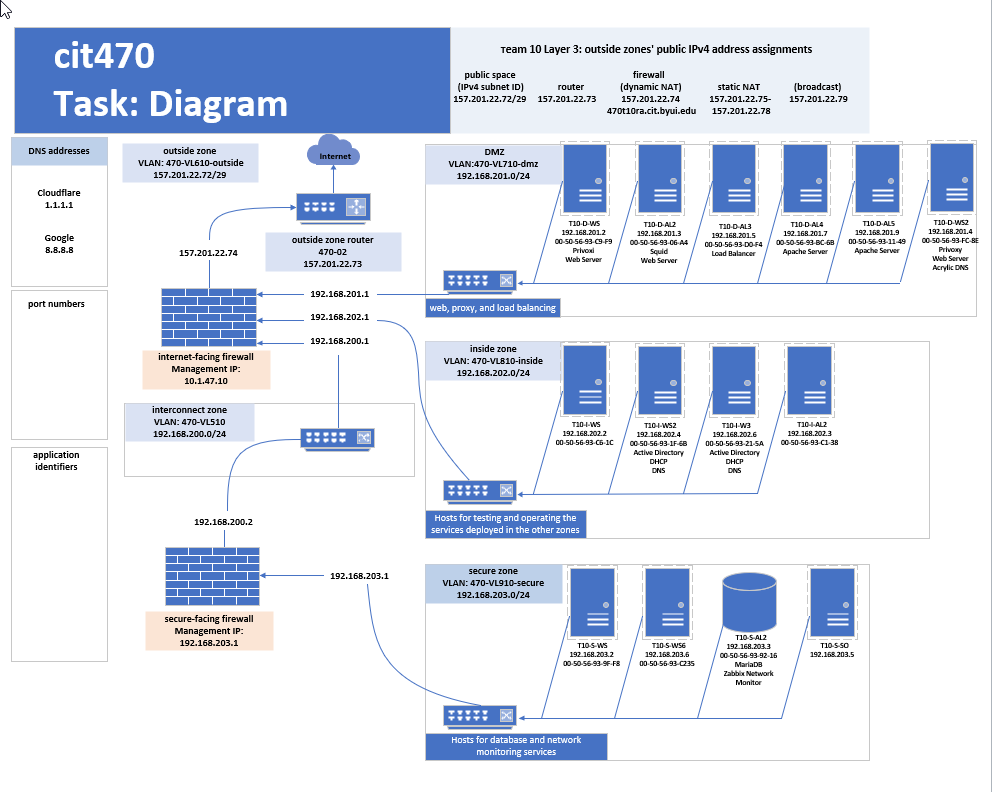 cit470
Task: Diagram
Team 10 Layer 3: outside zones' public IPv4 address assignments
public space
(IPv4 subnet ID)
157.201.22.72/29
router
157.201.22.73
firewall
(dynamic NAT)
157.201.22.74
470t10ra.cit.byui.edu
static NAT
157.201.22.75-
157.201.22.78
(broadcast)
157.201.22.79
DNS addresses
Cloudflare
1.1.1.1
Google
8.8.8.8
port numbers
application
identifiers
outside zone
VLAN: 470-VL610-outside
157.201.22.72/29
Internet
outside zone router
470-02
157.201.22.73
157.201.22.74
192.168.201.1
192.168.202.1
192.168.200.1
internet-facing firewall
Management IP:
10.1.47.10
interconnect zone
VLAN: 470-VL510
192.168.200.0/24
192.168.200.2
192.168.203.1
secure-facing firewall
Management IP:
192.168.203.1
DMZ
VLAN:470-VL710-dmz
192.168.201.0/24
T10-D-WS
192.168.201.2
00-50-56-93-C9-F9
Privoxi
Web Server
T10-D-AL2
192.168.201.3
00-50-56-93-06-A4
Squid
Web Server
T10-D-AL3
192.168.201.5
00-50-56-93-D0-F4
Load Balancer
T10-D-AL4
192.168.201.7
00-50-56-93-BC-6B
Apache Server
T10-D-AL5
192.168.201.9
00-50-56-93-11-49
Apache Server
T10-D-WS2
192.168.201.4
00-50-56-93-FC-8E
Privoxy
Web Server
Acrylic DNS
web, proxy, and load balancing
inside zone
VLAN: 470-VL810-inside
192.168.202.0/24
T10-I-WS
192.168.202.2
00-50-56-93-C6-1C
T10-I-WS2
192.168.202.4
00-50-56-93-1F-6B
Active Directory
DHCP
DNS
T10-I-W3
192.168.202.6
00-50-56-93-21-5A
Active Directory
DHCP
DNS
T10-I-AL2
192.168.202.3
00-50-56-93-C1-38
Hosts for testing and operating the
services deployed in the other zones
secure zone
VLAN: 470-VL910-secure
192.168.203.0/24
T10-S-WS
192.168.203.2
00-50-56-93-9F-F8
T10-S-WS6
192.168.203.6
00-50-56-93-C235
T10-S-AL2
192.168.203.3
00-50-56-93-92-16
MariaDB
Zabbix Network
Monitor
T10-S-SO
192.168.203.5
Hosts for database and network
monitoring services